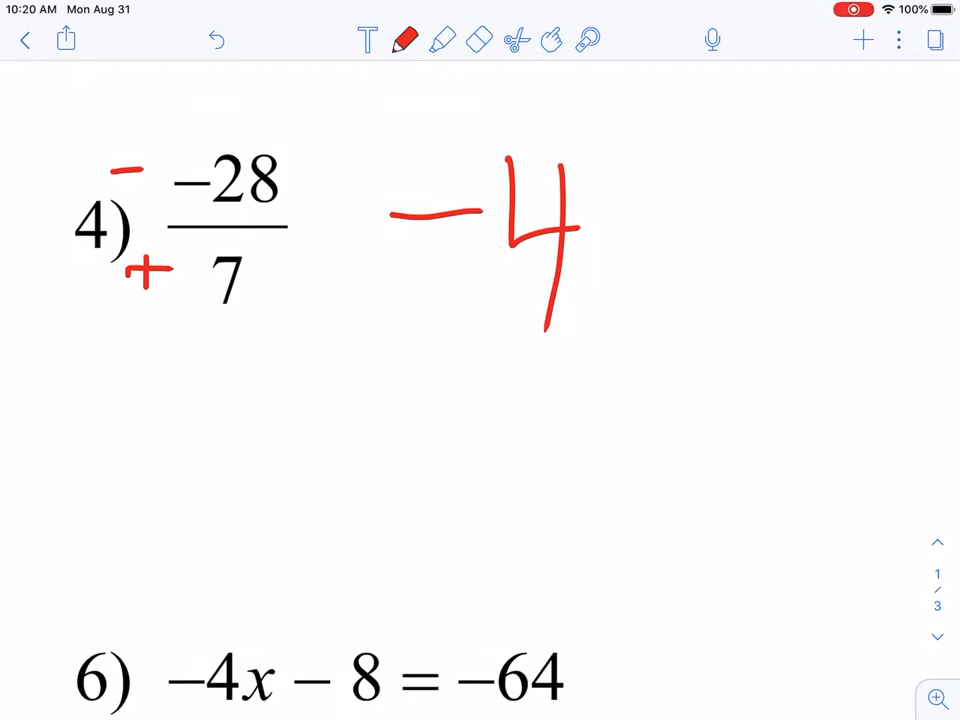 10:20 AM Mon Aug 31
100%
T
− −28
4) ― −4
+ 7
1
/
3
6) −4x − 8 = −64